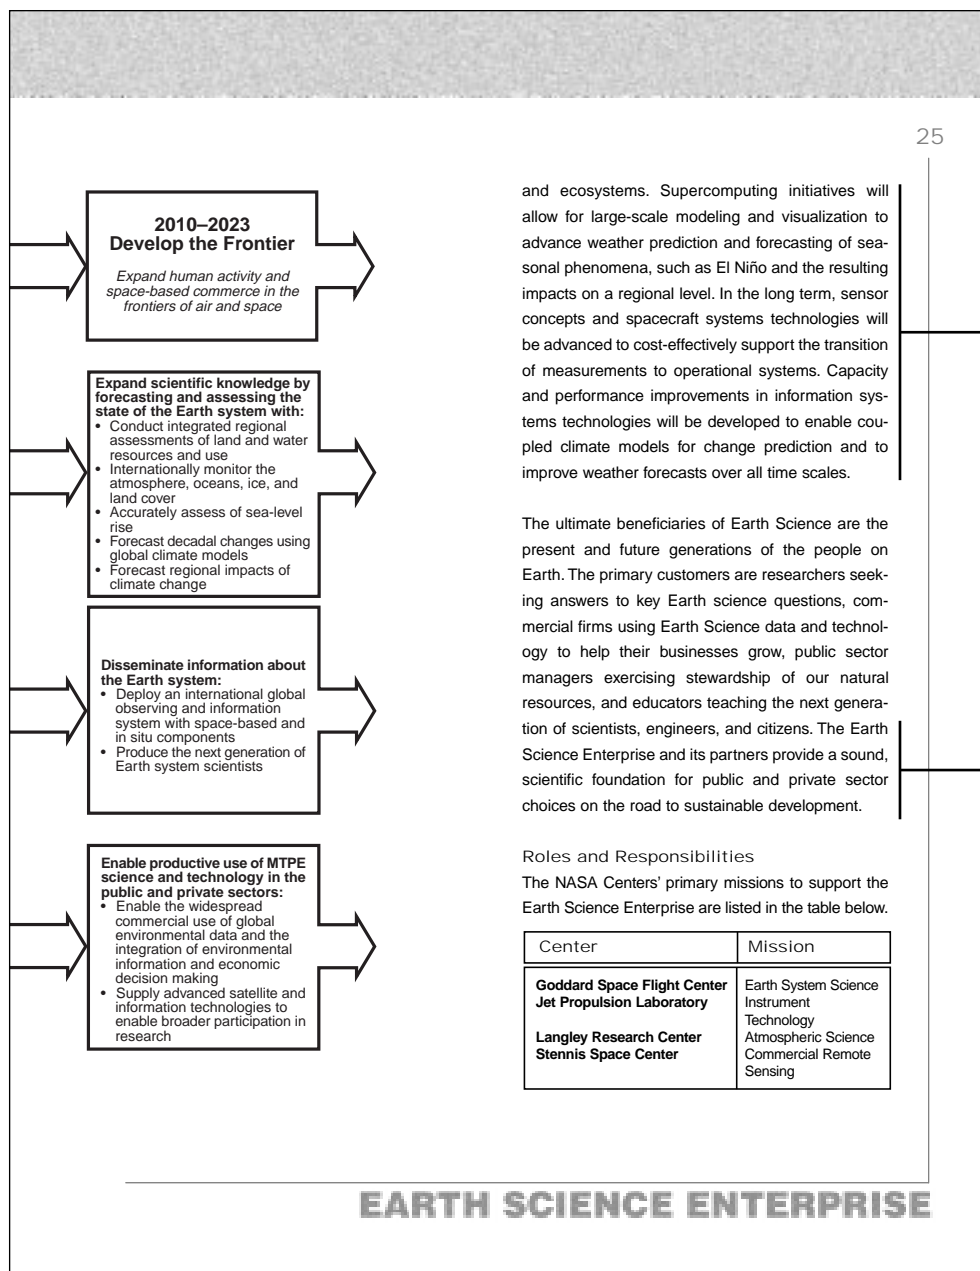 25
2010–2023
Develop the Frontier
Expand human activity and
space-based commerce in the
frontiers of air and space
Expand scientific knowledge by
forecasting and assessing the
state of the Earth system with:
• Conduct integrated regional
assessments of land and water
resources and use
• Internationally monitor the
atmosphere, oceans, ice, and
land cover
• Accurately assess of sea-level
rise
• Forecast decadal changes using
global climate models
• Forecast regional impacts of
climate change
Disseminate information about
the Earth system:
• Deploy an international global
observing and information
system with space-based and
in situ components
• Produce the next generation of
Earth system scientists
Enable productive use of MTPE
science and technology in the
public and private sectors:
• Enable the widespread
commercial use of global
environmental data and the
integration of environmental
information and economic
decision making
• Supply advanced satellite and
information technologies to
enable broader participation in
research
and ecosystems. Supercomputing initiatives will
allow for large-scale modeling and visualization to
advance weather prediction and forecasting of sea-
sonal phenomena, such as El Niño and the resulting
impacts on a regional level. In the long term, sensor
concepts and spacecraft systems technologies will
be advanced to cost-effectively support the transition
of measurements to operational systems. Capacity
and performance improvements in information sys-
tems technologies will be developed to enable cou-
pled climate models for change prediction and to
improve weather forecasts over all time scales.
The ultimate beneficiaries of Earth Science are the
present and future generations of the people on
Earth. The primary customers are researchers seek-
ing answers to key Earth science questions, com-
mercial firms using Earth Science data and technol-
ogy to help their businesses grow, public sector
managers exercising stewardship of our natural
resources, and educators teaching the next genera-
tion of scientists, engineers, and citizens. The Earth
Science Enterprise and its partners provide a sound,
scientific foundation for public and private sector
choices on the road to sustainable development.
Roles and Responsibilities
The NASA Centers' primary missions to support the
Earth Science Enterprise are listed in the table below.
Center Mission
Goddard Space Flight Center Earth System Science
Jet Propulsion Laboratory Instrument
Technology
Langley Research Center Atmospheric Science
Stennis Space Center Commercial Remote
Sensing
EARTH SCIENCE ENTERPRISE